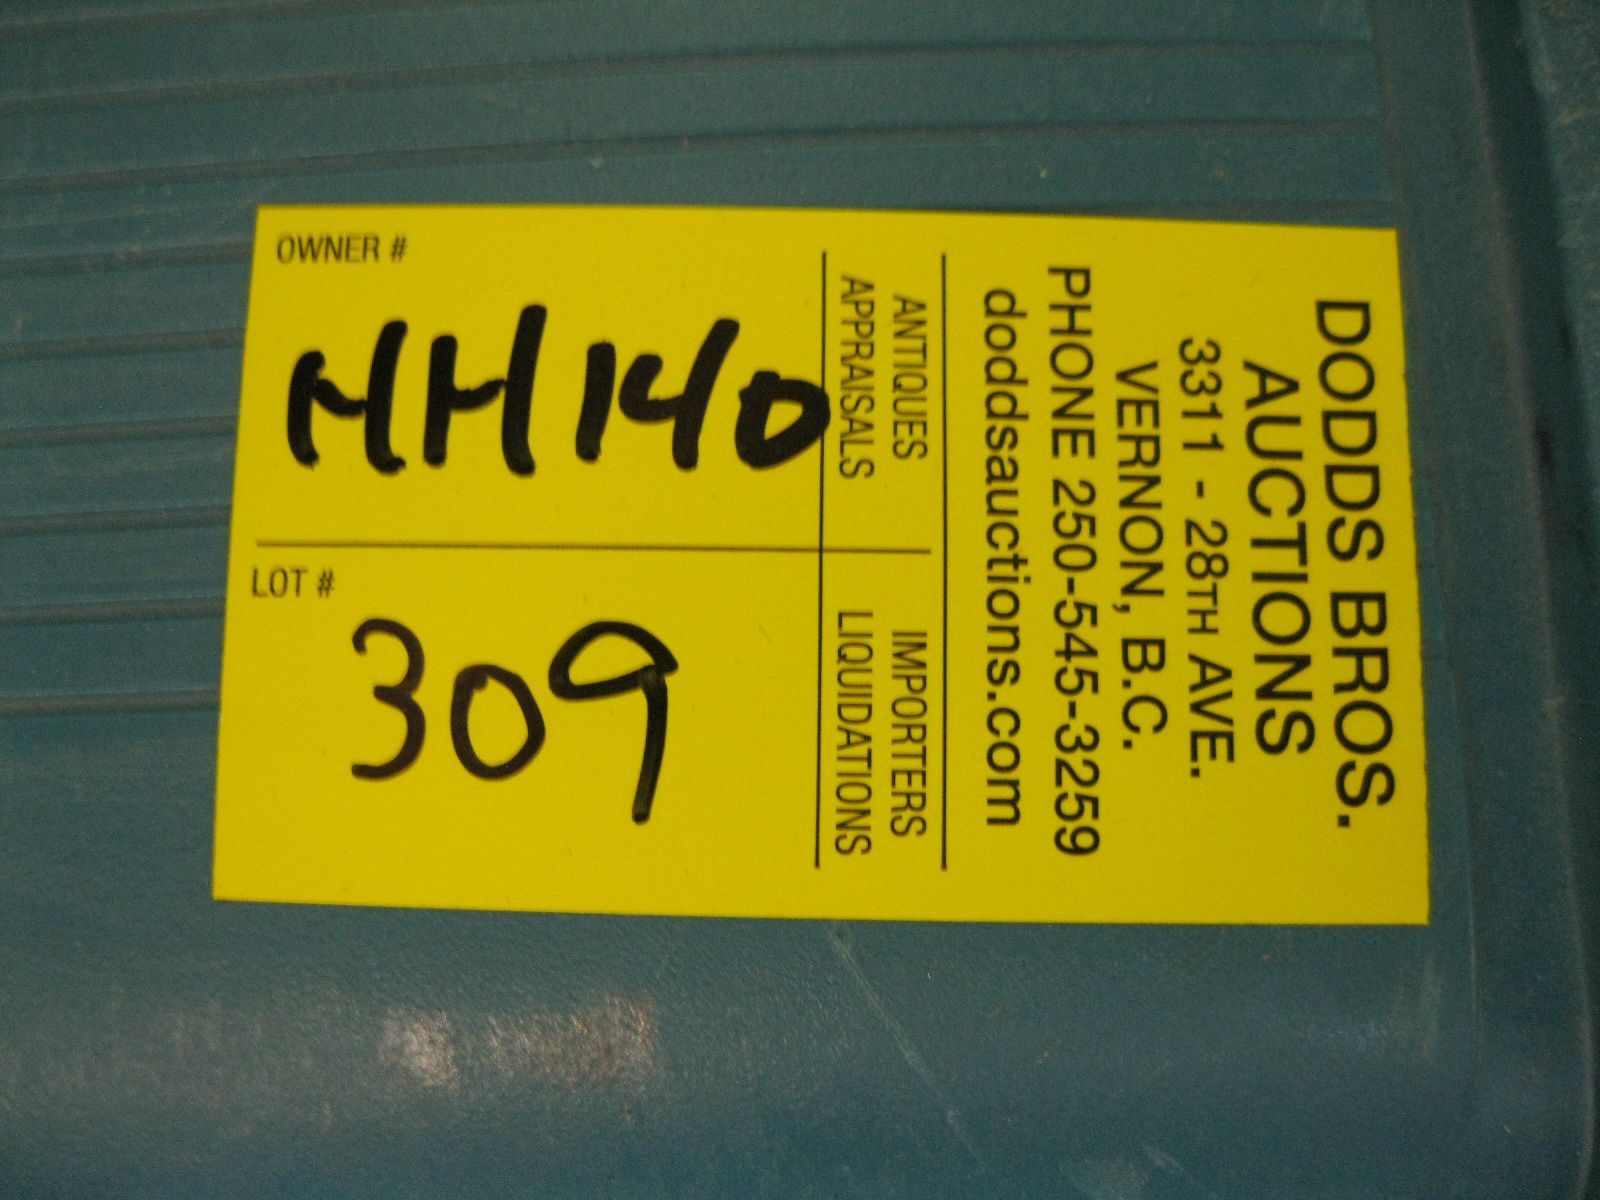 DODDS BROS.
AUCTIONS
3311 - 28TH AVE.
VERNON, B.C.
PHONE 250-545-3259
doddsauctions.com
ANTIQUES IMPORTERS
APPRAISALS LIQUIDATIONS
OWNER #
HH140
LOT #
309